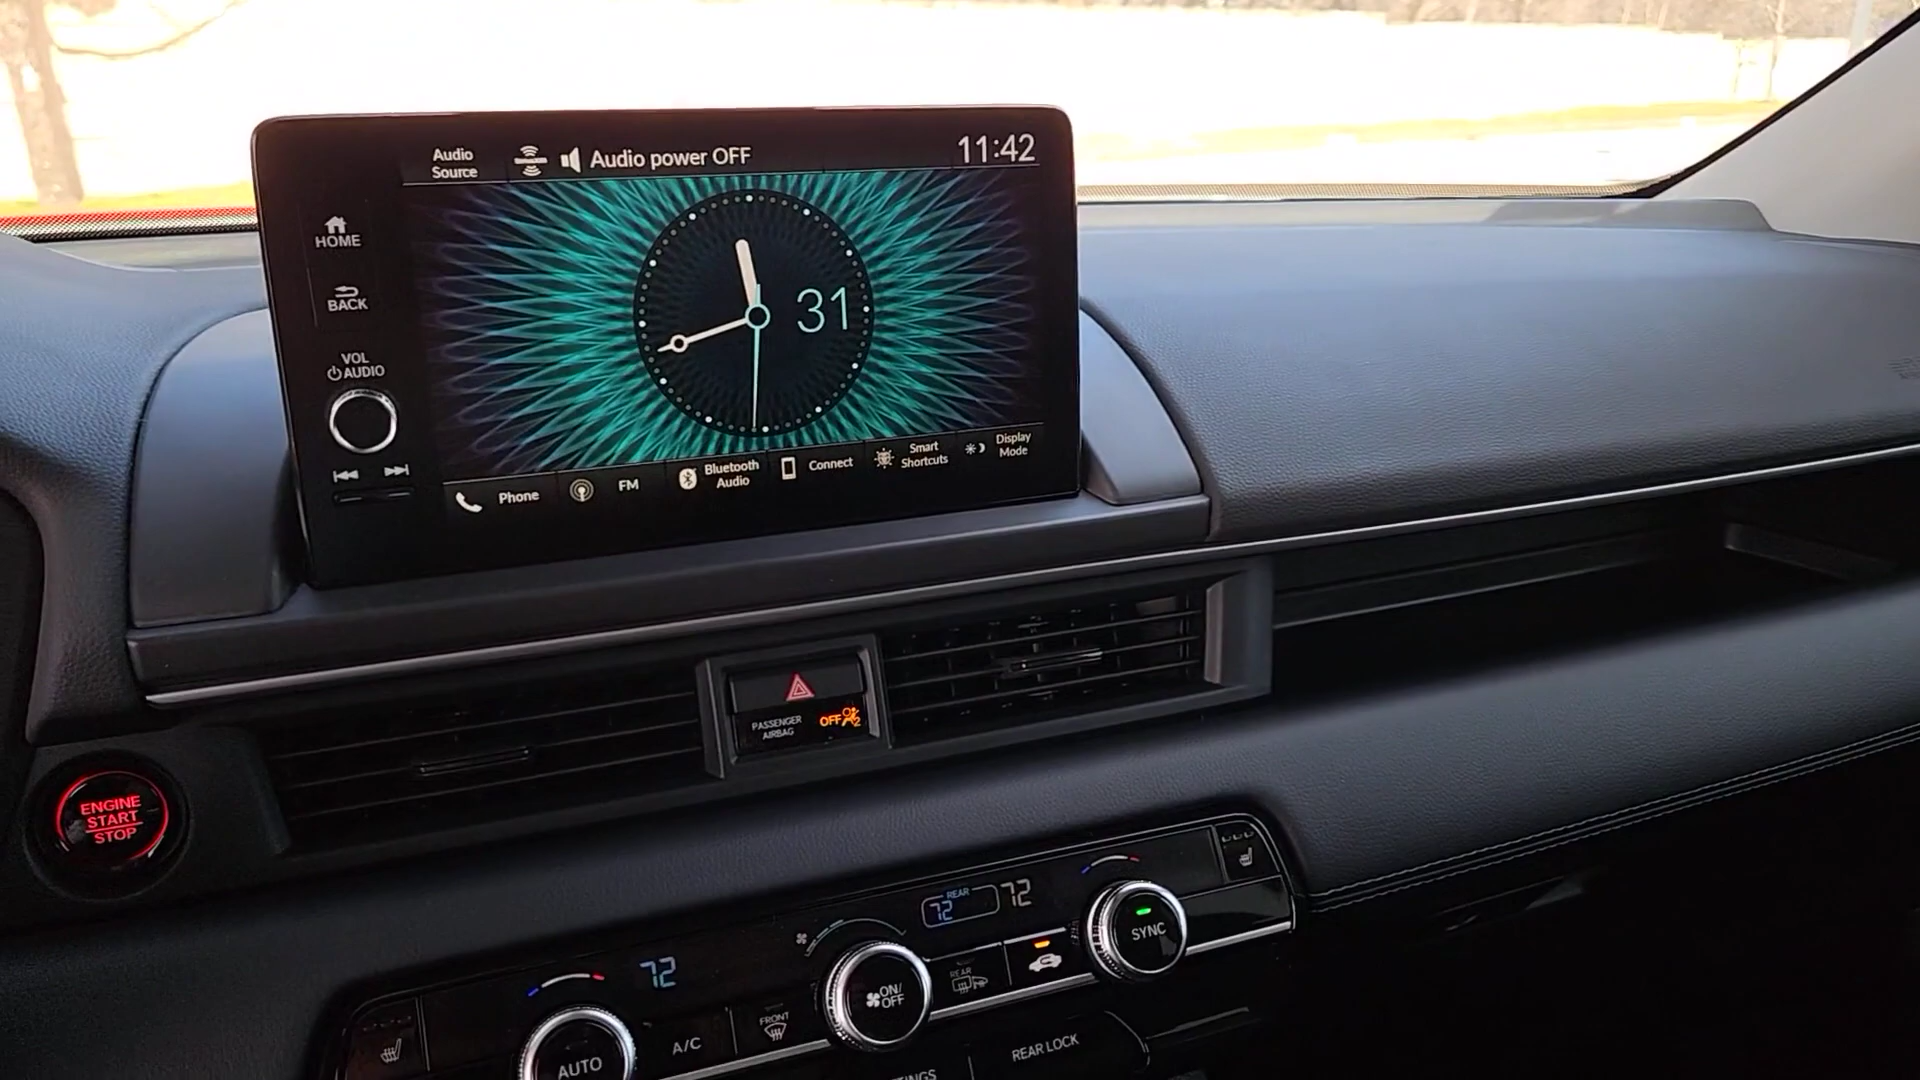 Audio
Source
Audio power OFF
11:42
HOME
BACK
VOL
AUDIO
31
Phone
FM
Bluetooth
Audio
Connect
Smart
Shortcuts
Display
Mode
PASSENGER
AIRBAG
OFF
2
ENGINE
START
STOP
REAR
72
72
SYNC
72
ON/
OFF
REAR
FRONT
A/C
AUTO
REAR LOCK